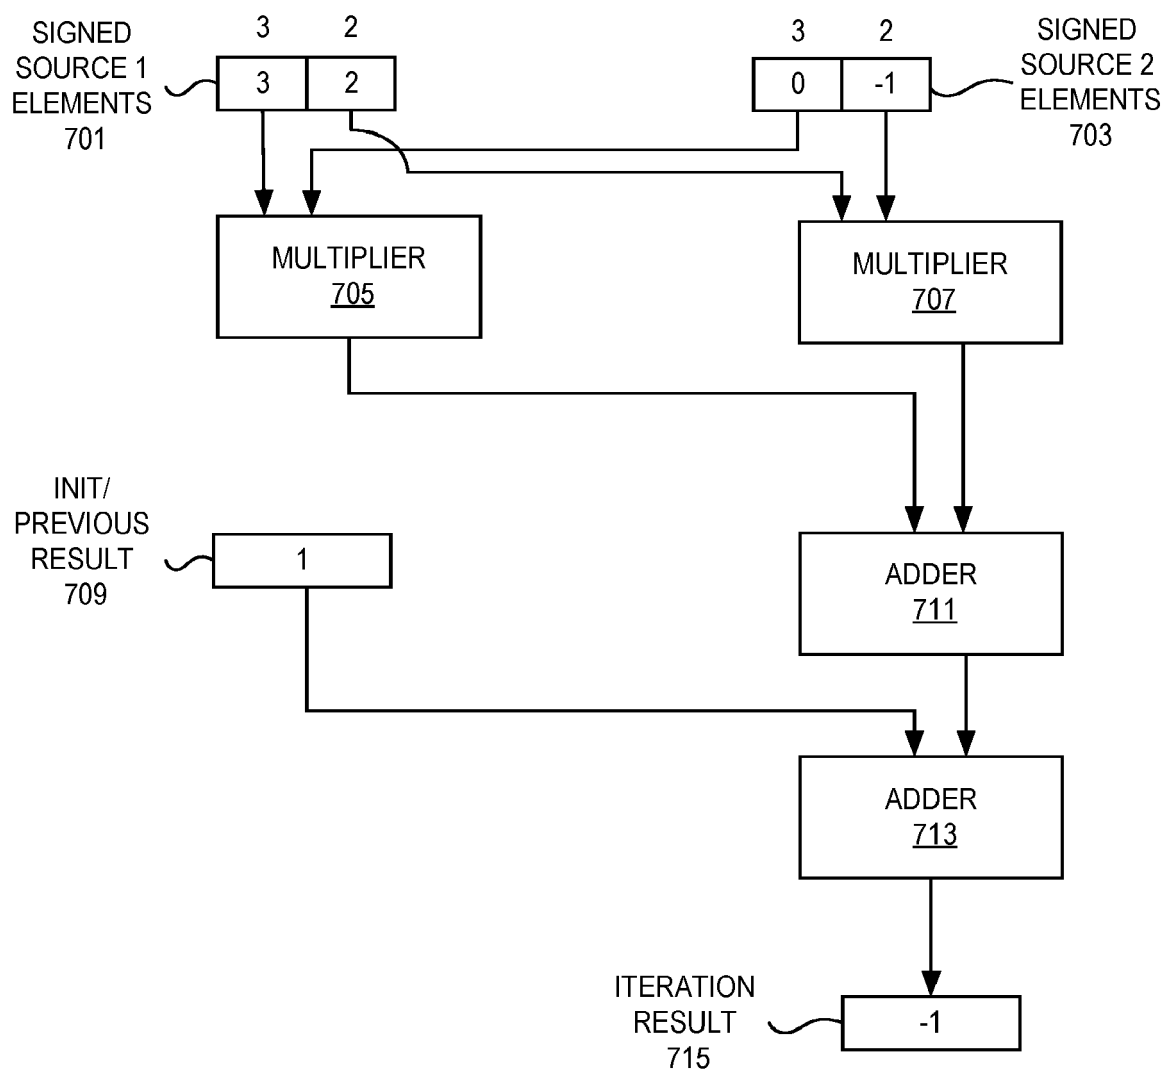 SIGNED
SOURCE 1
ELEMENTS
701
3 2
3 2
3 2
0 -1
SIGNED
SOURCE 2
ELEMENTS
703
MULTIPLIER
705
MULTIPLIER
707
INIT/
PREVIOUS
RESULT
709
1
ADDER
711
ADDER
713
ITERATION
RESULT
715
-1